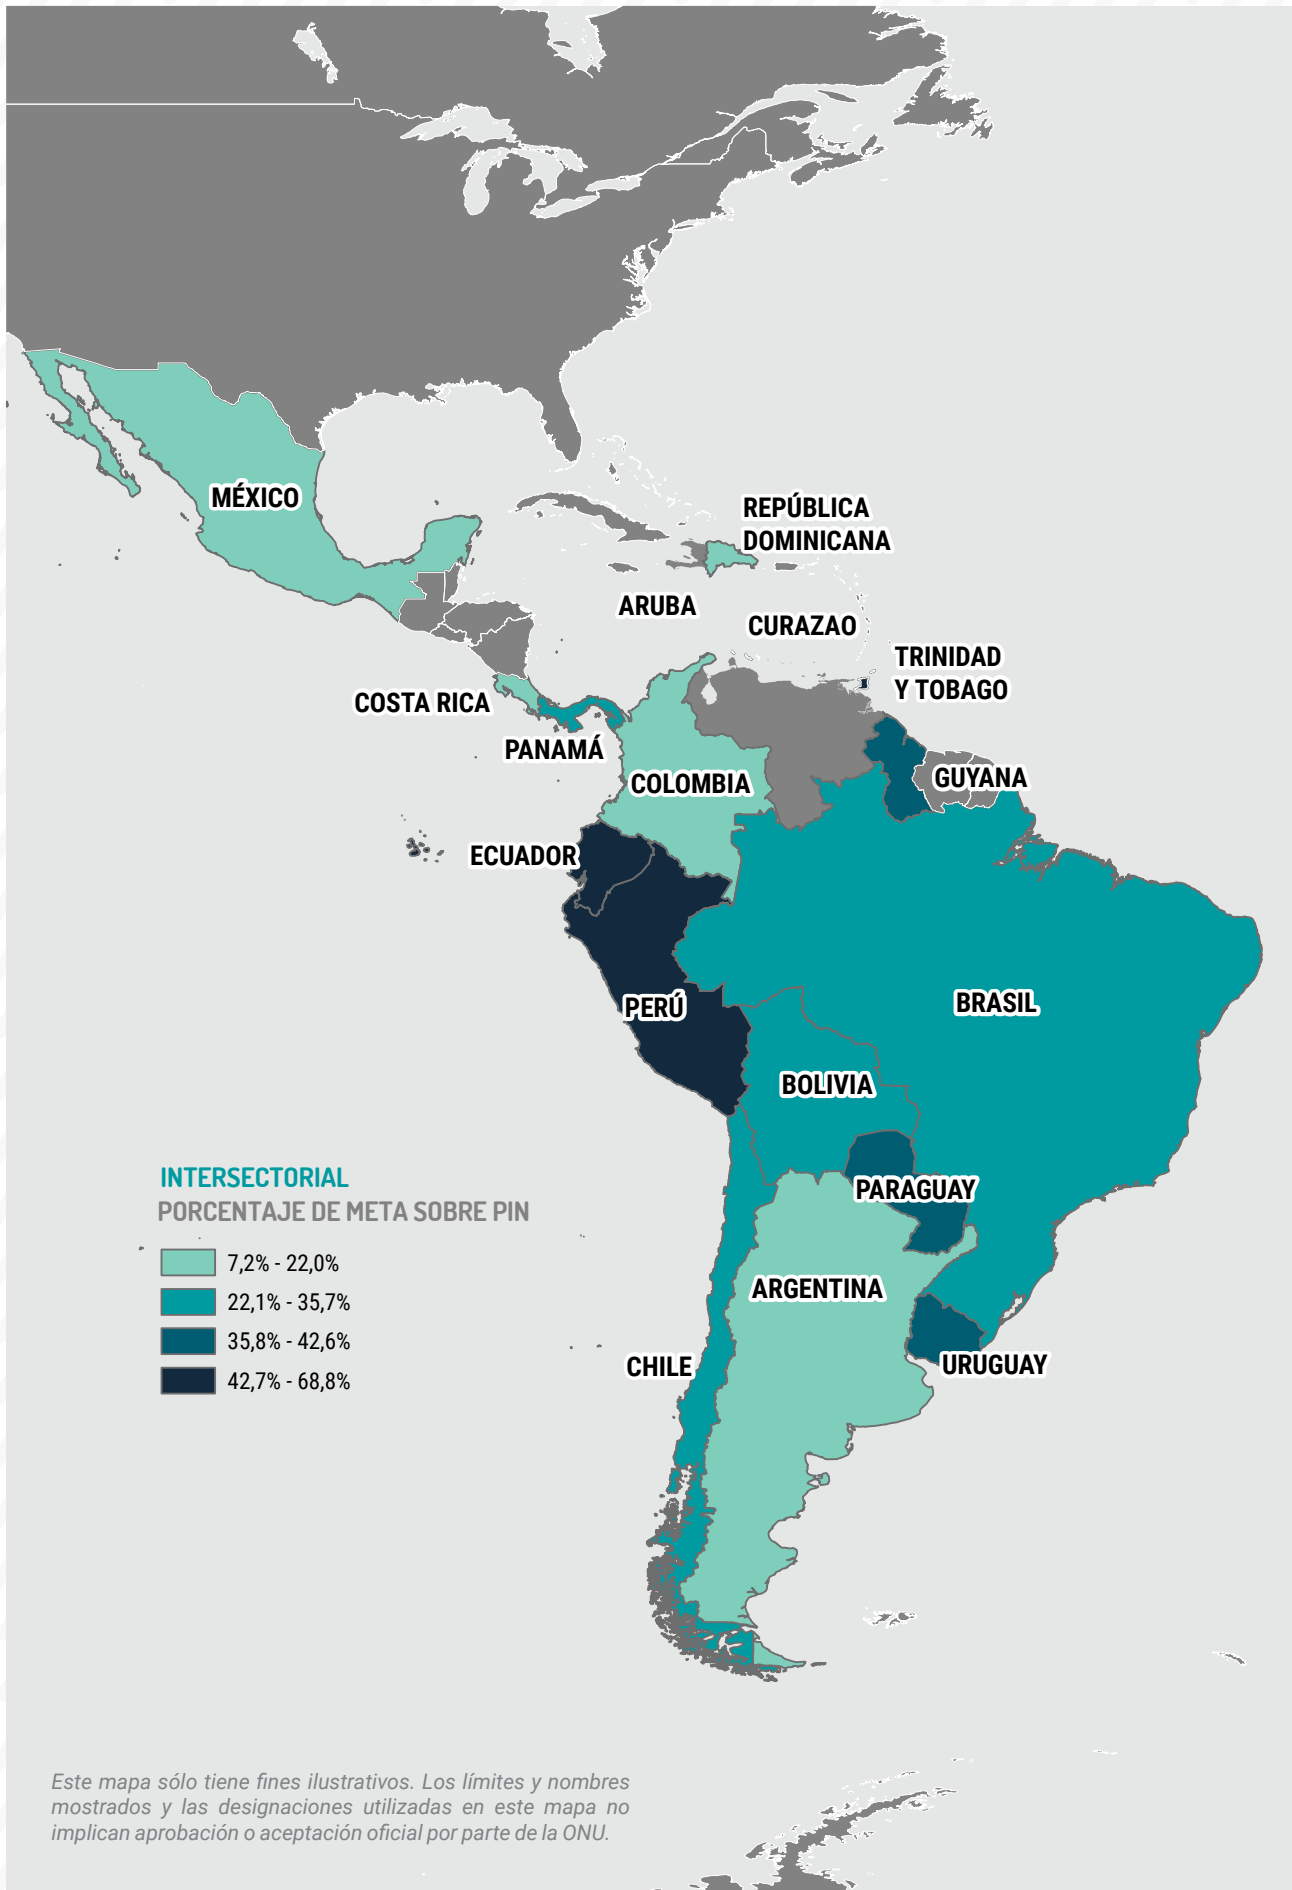 MÉXICO
REPÚBLICA
DOMINICANA
ARUBA
CURAZAO
TRINIDAD
Y TOBAGO
COSTA RICA
PANAMÁ
COLOMBIA
GUYANA
ECUADOR
PERÚ
BRASIL
BOLIVIA
PARAGUAY
ARGENTINA
CHILE
URUGUAY
INTERSECTORIAL
PORCENTAJE DE META SOBRE PIN
7,2% - 22,0%
22,1% - 35,7%
35,8% - 42,6%
42,7% - 68,8%
Este mapa sólo tiene fines ilustrativos. Los límites y nombres
mostrados y las designaciones utilizadas en este mapa no
implican aprobación o aceptación oficial por parte de la ONU.